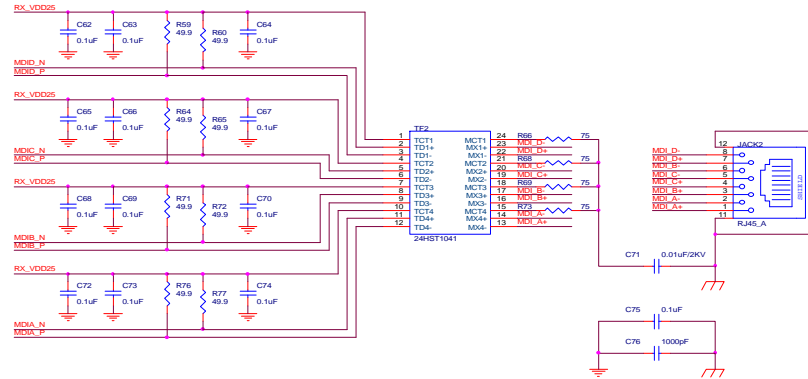 RX_VDD25
C62
0.1uF
C63
0.1uF
R59
49.9
R60
49.9
C64
0.1uF
MDID_N
MDID_P
RX_VDD25
C65
0.1uF
C66
0.1uF
R64
49.9
R65
49.9
C67
0.1uF
MDIC_N
MDIC_P
RX_VDD25
C68
0.1uF
C69
0.1uF
R71
49.9
R72
49.9
C70
0.1uF
MDIB_N
MDIB_P
RX_VDD25
C72
0.1uF
C73
0.1uF
R76
49.9
R77
49.9
C74
0.1uF
MDIA_N
MDIA_P
TF2
1 TCT1 MCT1 24 R66 75
2 TD1+ MX1+ 23 MDI_D-
3 TD1- MX1- 22 MDI_D+
4 TCT2 MCT2 21 R68 75
5 TD2+ MX2+ 20 MDI_C-
6 TD2- MX2- 19 MDI_C+
7 TCT3 MCT3 18 R69 75
8 TD3+ MX3+ 17 MDI_B-
9 TD3- MX3- 16 MDI_B+
10 TCT4 MCT4 15 R73 75
11 TD4+ MX4+ 14 MDI_A-
12 TD4- MX4- 13 MDI_A+
24HST1041
JACK2
12
MDI_D- 8
MDI_D+ 7
MDI_B- 6
MDI_C- 5
MDI_C+ 4
MDI_B+ 3
MDI_A- 2
MDI_A+ 1
11
RJ45_A
C71 0.01uF/2KV
C75 0.1uF
C76 1000pF